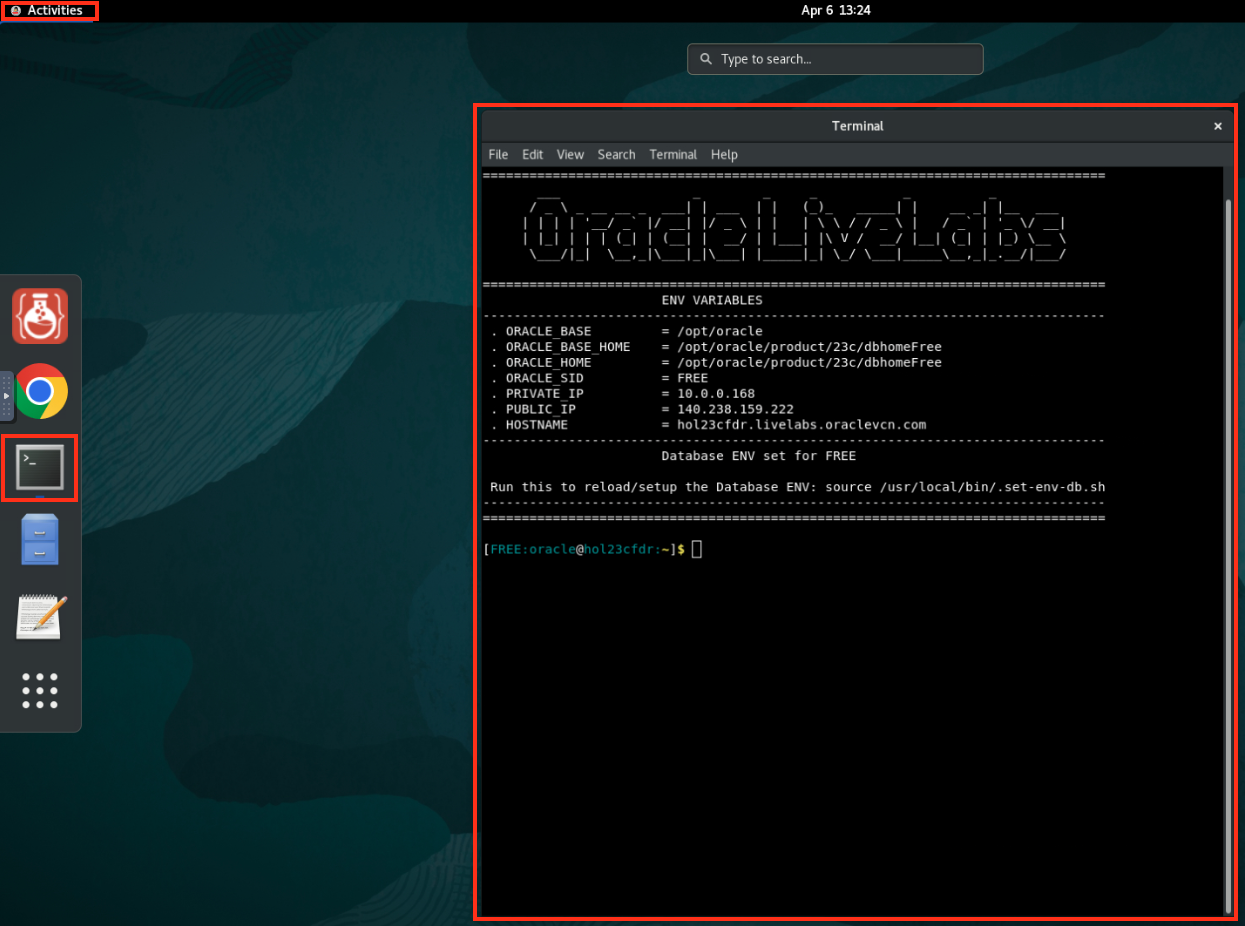 Activities
Apr 6 13:24
Type to search...
Terminal
File Edit View Search Terminal Help
================================================================================
Oracle LiveLabs
================================================================================
ENV VARIABLES
--------------------------------------------------------------------------------
. ORACLE_BASE = /opt/oracle
. ORACLE_BASE_HOME = /opt/oracle/product/23c/dbhomeFree
. ORACLE_HOME = /opt/oracle/product/23c/dbhomeFree
. ORACLE_SID = FREE
. PRIVATE_IP = 10.0.0.168
. PUBLIC_IP = 140.238.159.222
. HOSTNAME = hol23cfdr.livelabs.oraclevcn.com
--------------------------------------------------------------------------------
Database ENV set for FREE
Run this to reload/setup the Database ENV: source /usr/local/bin/.set-env-db.sh
--------------------------------------------------------------------------------
================================================================================
[FREE:oracle@hol23cfdr:~]$